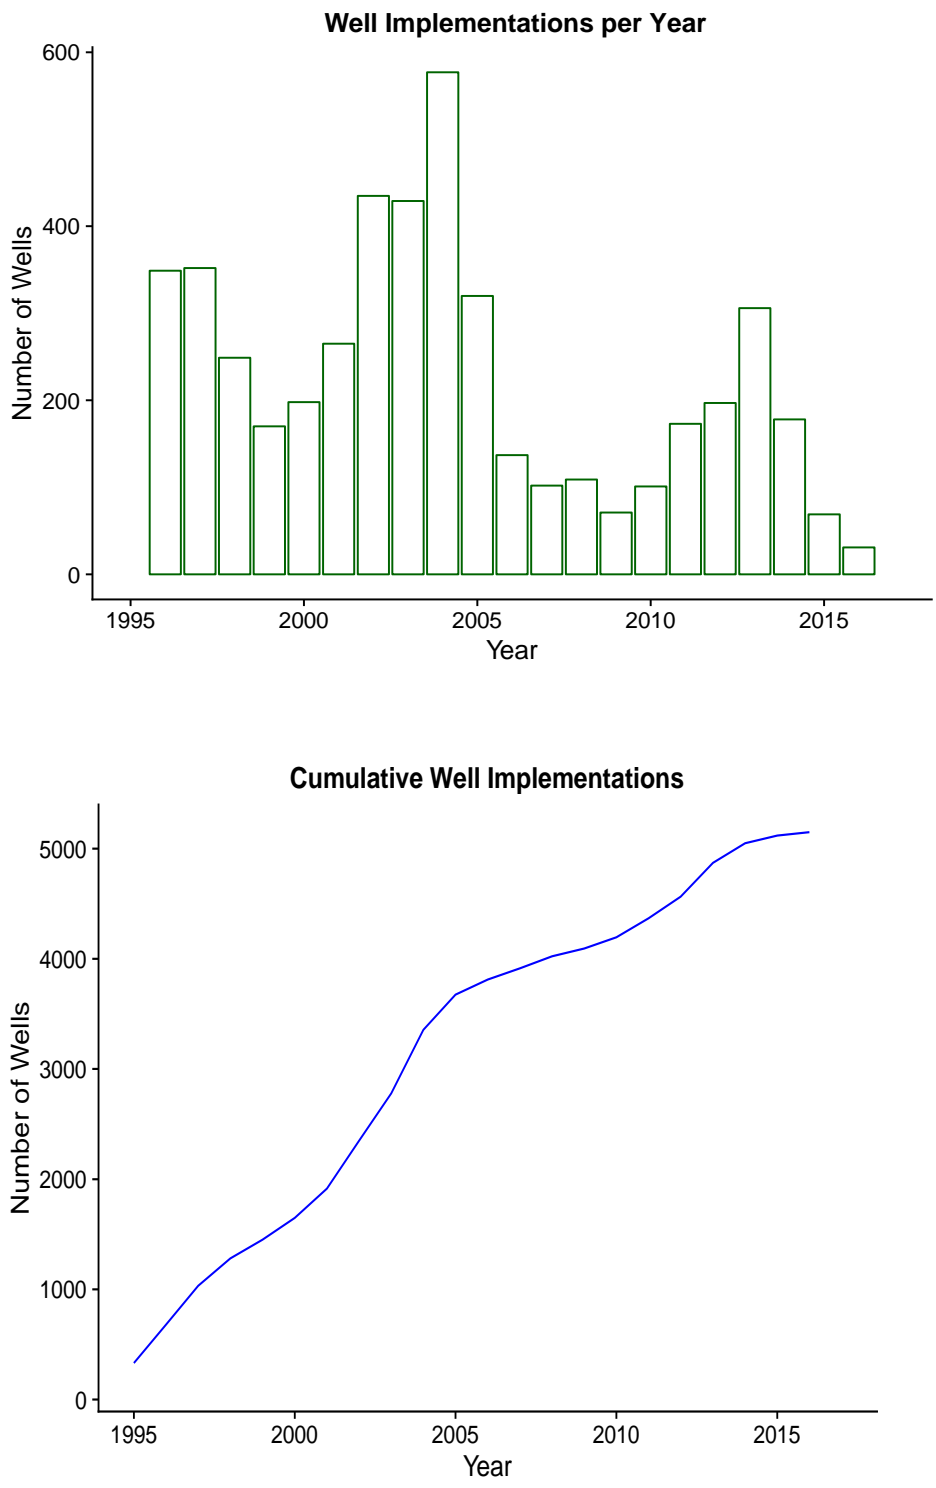 Well Implementations per Year
600
400
200
0
Number of Wells
1995 2000 2005 2010 2015
Year
Cumulative Well Implementations
5000
4000
3000
2000
1000
0
Number of Wells
1995 2000 2005 2010 2015
Year